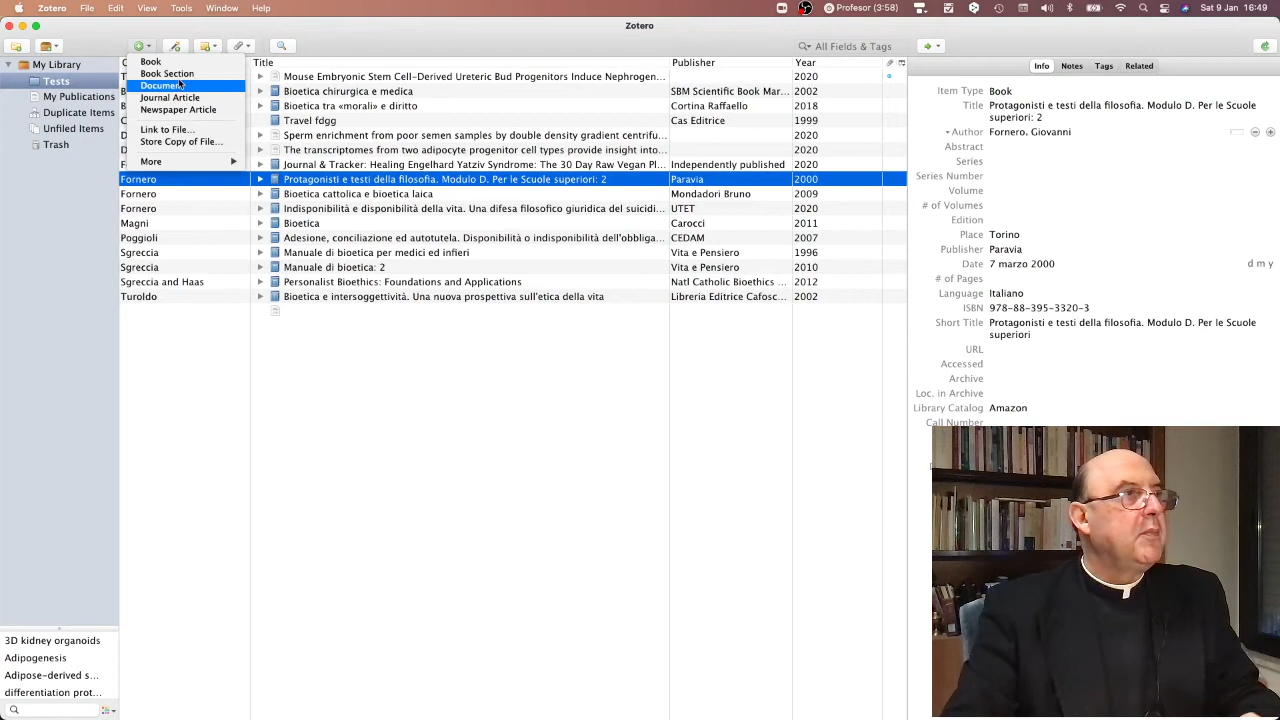 Zotero File Edit Tools Window Help Profesor (3:58) Sat 9 Jan 16:49
Zotero
All Fields & Tags
My Library
Tests
My Publications
Duplicate Items
Unfiled Items
Trash
3D kidney organoids
Adipogenesis
Adipose-derived s...
differentiation prot...
Book
Book Section
Document
Journal Article
Newspaper Article
Link to File...
Store Copy of File...
More
Title Publisher Year
Mouse Embryonic Stem Cell-Derived Ureteric Bud Progenitors Induce Nephrogen... 2020
Bioetica chirurgica e medica SBM Scientific Book Mar... 2002
Bioetica tra «morali» e diritto Cortina Raffaello 2018
Travel fdgg Cas Editrice 1999
Sperm enrichment from poor semen samples by double density gradient centrifu... 2020
The transcriptomes from two adipocyte progenitor cell types provide insight into... 2020
Journal & Tracker: Healing Engelhard Yatziv Syndrome: The 30 Day Raw Vegan Pl... Independently published 2020
Fornero Protagonisti e testi della filosofia. Modulo D. Per le Scuole superiori: 2 Paravia 2000
Fornero Bioetica cattolica e bioetica laica Mondadori Bruno 2009
Fornero Indisponibilità e disponibilità della vita. Una difesa filosofico giuridica del suicidi... UTET 2020
Magni Bioetica Carocci 2011
Poggioli Adesione, conciliazione ed autotutela. Disponibilità o indisponibilità dell'obbliga... CEDAM 2007
Sgreccia Manuale di bioetica per medici ed infieri Vita e Pensiero 1996
Sgreccia Manuale di bioetica: 2 Vita e Pensiero 2010
Sgreccia and Haas Personalist Bioethics: Foundations and Applications Natl Catholic Bioethics ... 2012
Turoldo Bioetica e intersoggettività. Una nuova prospettiva sull'etica della vita Libreria Editrice Cafosc... 2002
Info Notes Tags Related
Item Type Book
Title Protagonisti e testi della filosofia. Modulo D. Per le Scuole
superiori: 2
Author Fornero, Giovanni
Abstract
Series
Series Number
Volume
# of Volumes
Edition
Place Torino
Publisher Paravia
Date 7 marzo 2000 d m y
# of Pages
Language Italiano
ISBN 978-88-395-3320-3
Short Title Protagonisti e testi della filosofia. Modulo D. Per le Scuole
superiori
URL
Accessed
Archive
Loc. in Archive
Library Catalog Amazon
Call Number